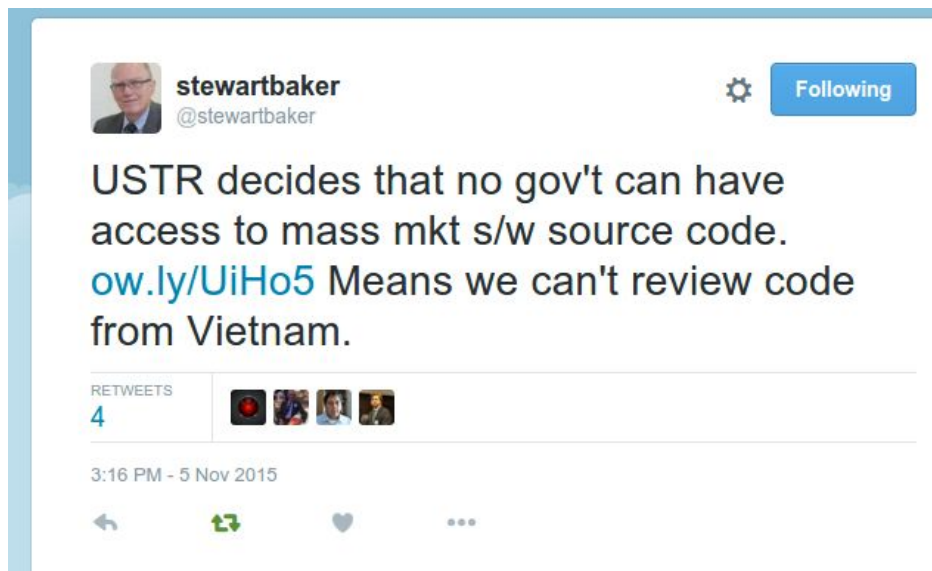 stewartbaker
@stewartbaker
Following
USTR decides that no gov't can have
access to mass mkt s/w source code.
ow.ly/UiHo5 Means we can't review code
from Vietnam.
RETWEETS
4
3:16 PM - 5 Nov 2015